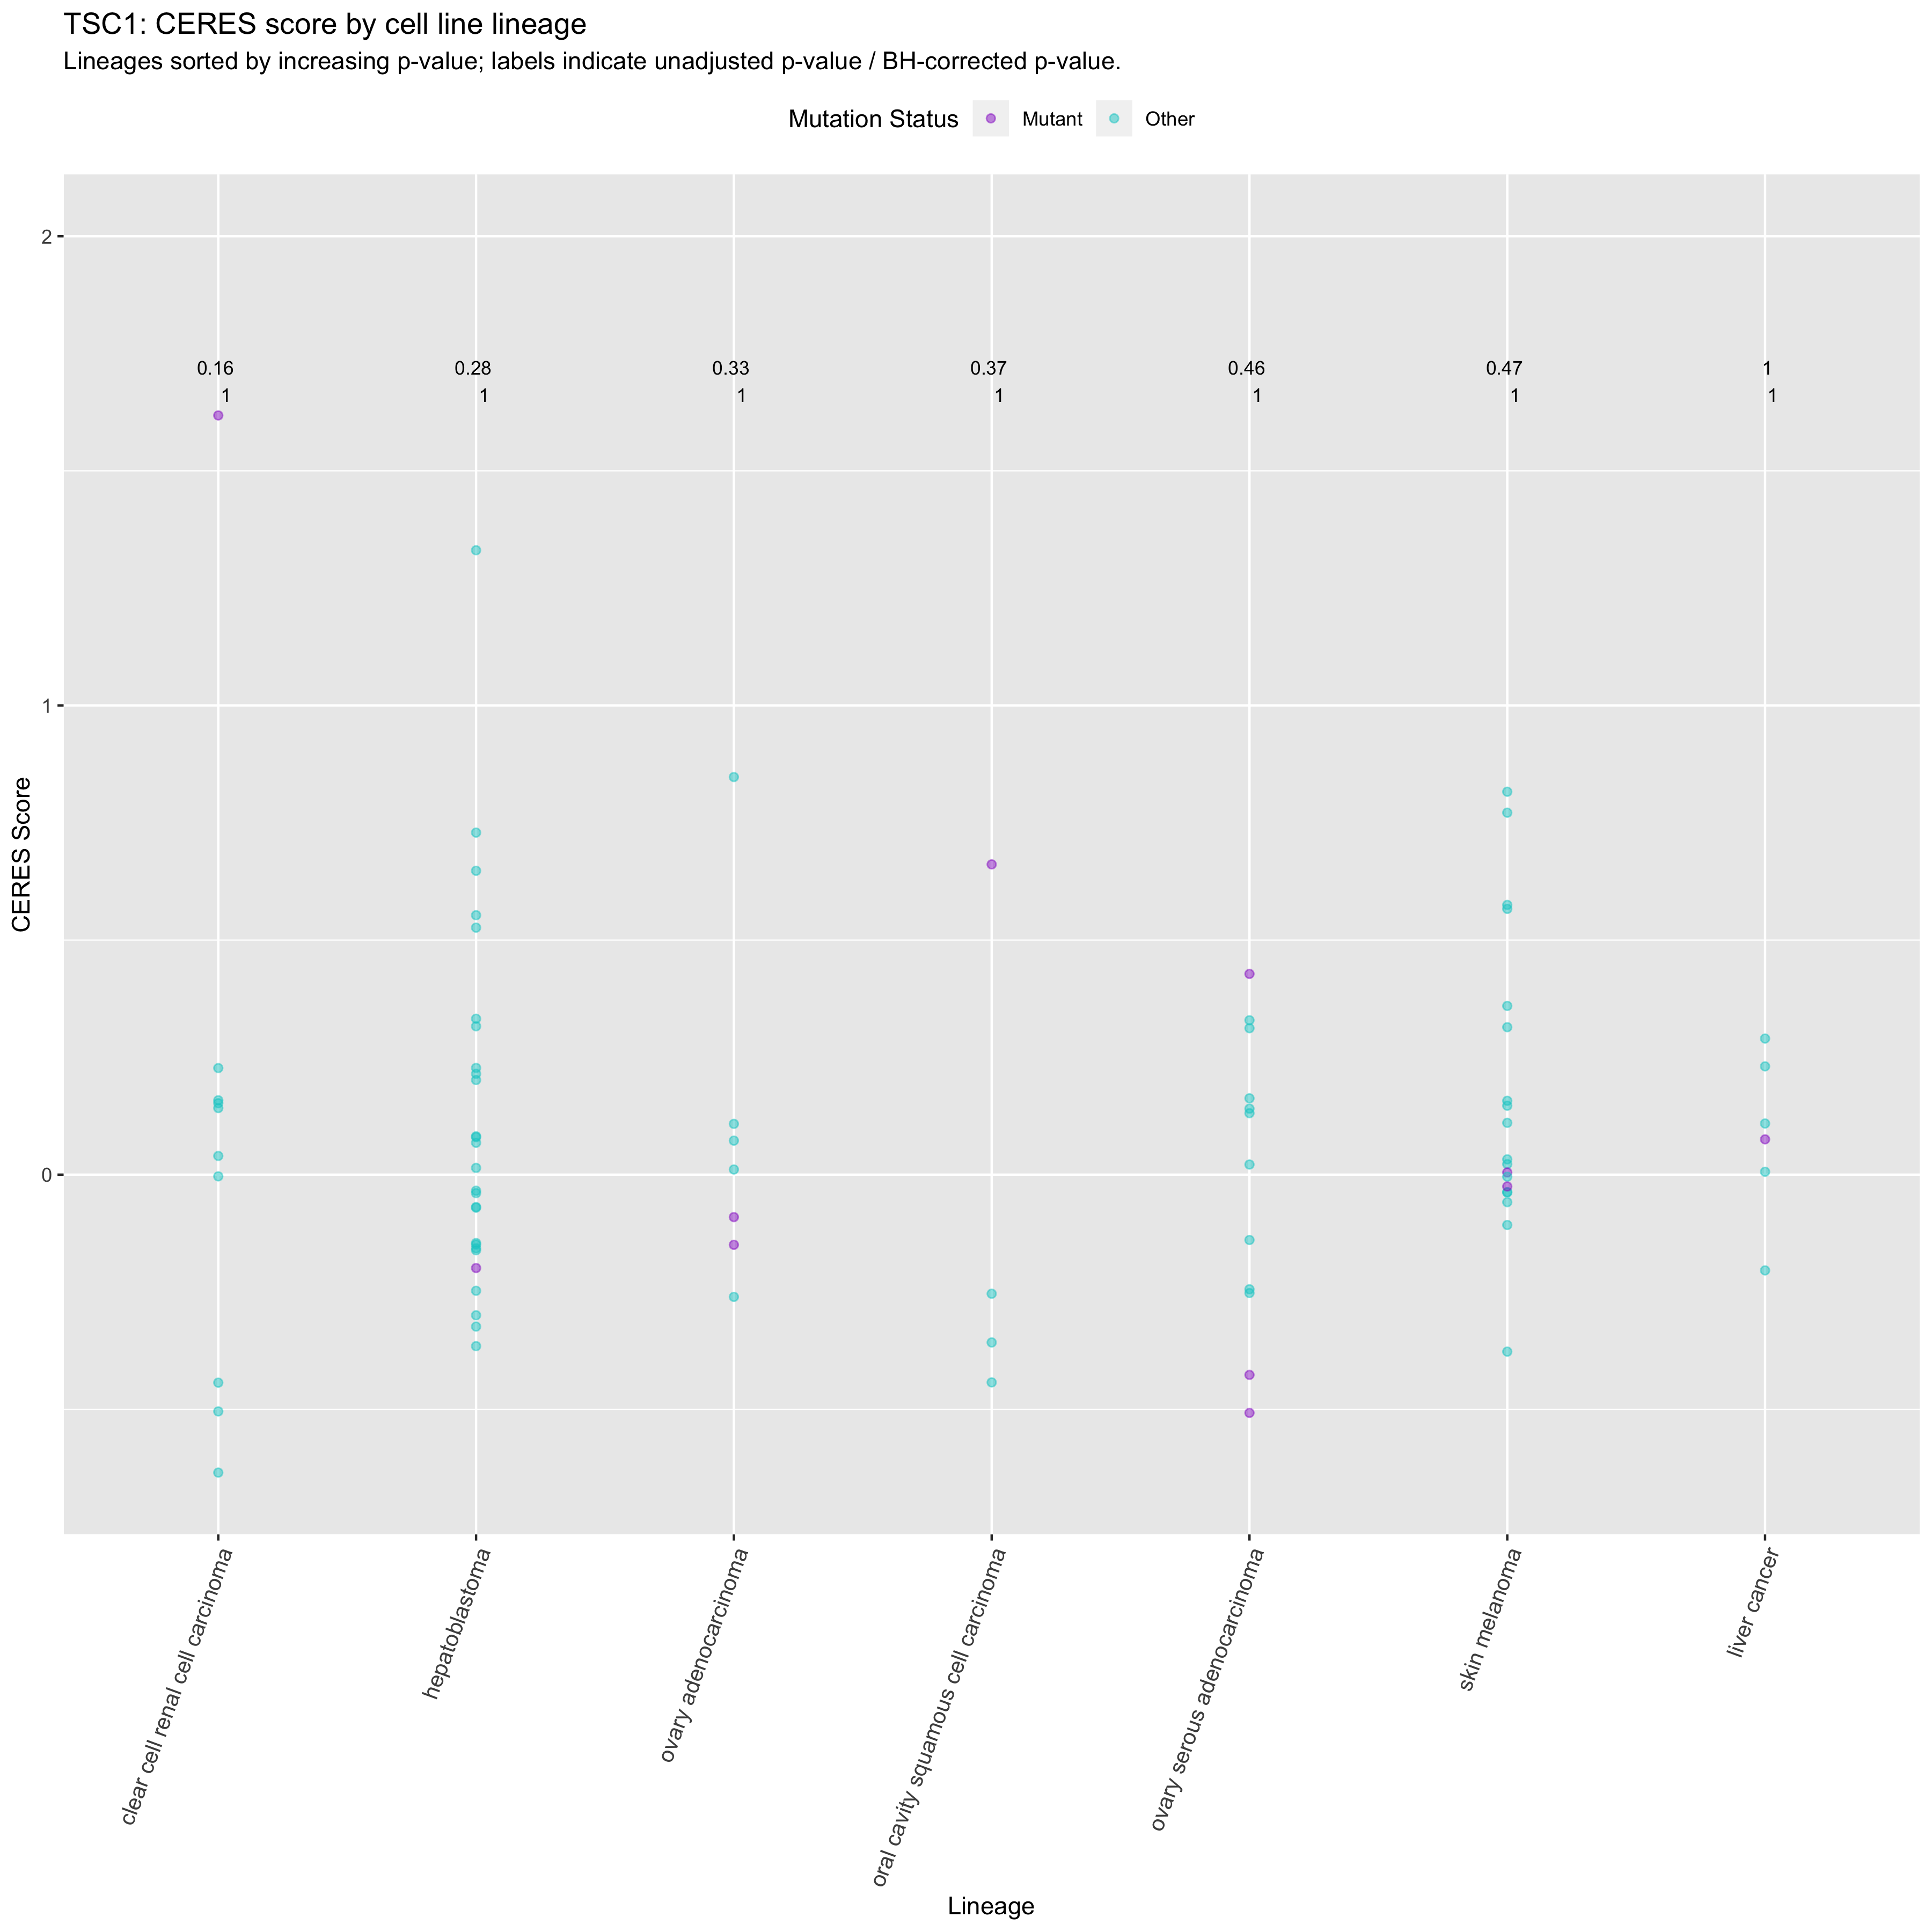 TSC1: CERES score by cell line lineage
Lineages sorted by increasing p-value; labels indicate unadjusted p-value / BH-corrected p-value.
Mutation Status Mutant Other
2
0.16 0.28 0.33 0.37 0.46 0.47 1
1 1 1 1 1 1 1
1
CERES Score
0
clear cell renal cell carcinoma
hepatoblastoma
ovary adenocarcinoma
oral cavity squamous cell carcinoma
ovary serous adenocarcinoma
skin melanoma
liver cancer
Lineage